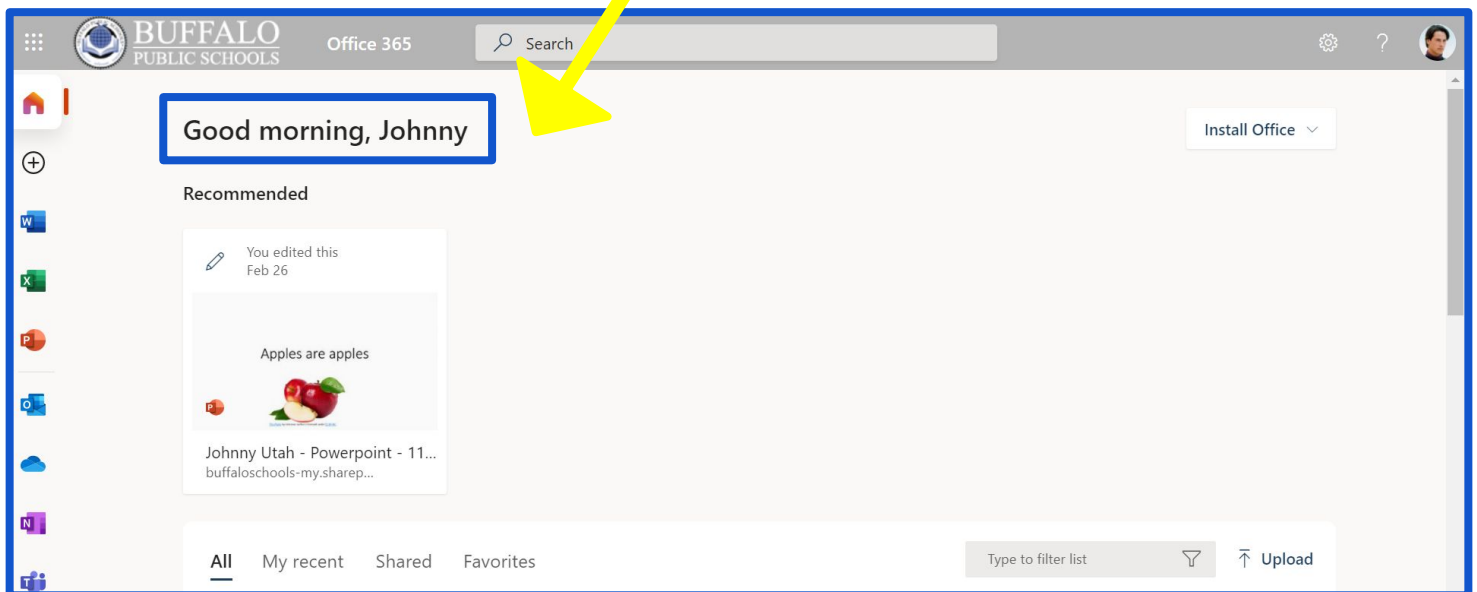 BUFFALO
PUBLIC SCHOOLS
Office 365
Search
?
Good morning, Johnny
Install Office
Recommended
You edited this
Feb 26
Apples are apples
Johnny Utah - Powerpoint - 11...
buffaloschools-my.sharep...
All My recent Shared Favorites
Type to filter list
Upload